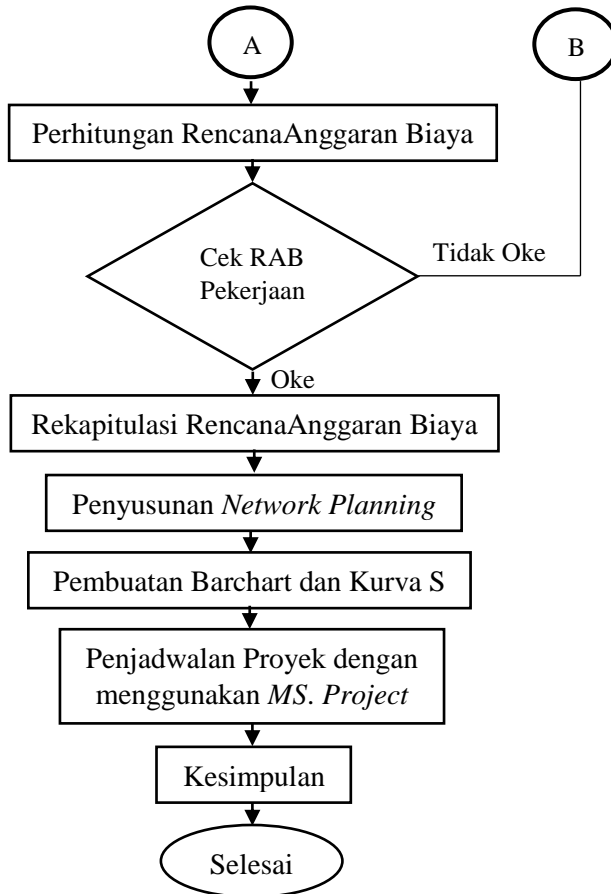 A
B
Perhitungan RencanaAnggaran Biaya
Cek RAB
Pekerjaan
Tidak Oke
Oke
Rekapitulasi RencanaAnggaran Biaya
Penyusunan Network Planning
Pembuatan Barchart dan Kurva S
Penjadwalan Proyek dengan
menggunakan MS. Project
Kesimpulan
Selesai